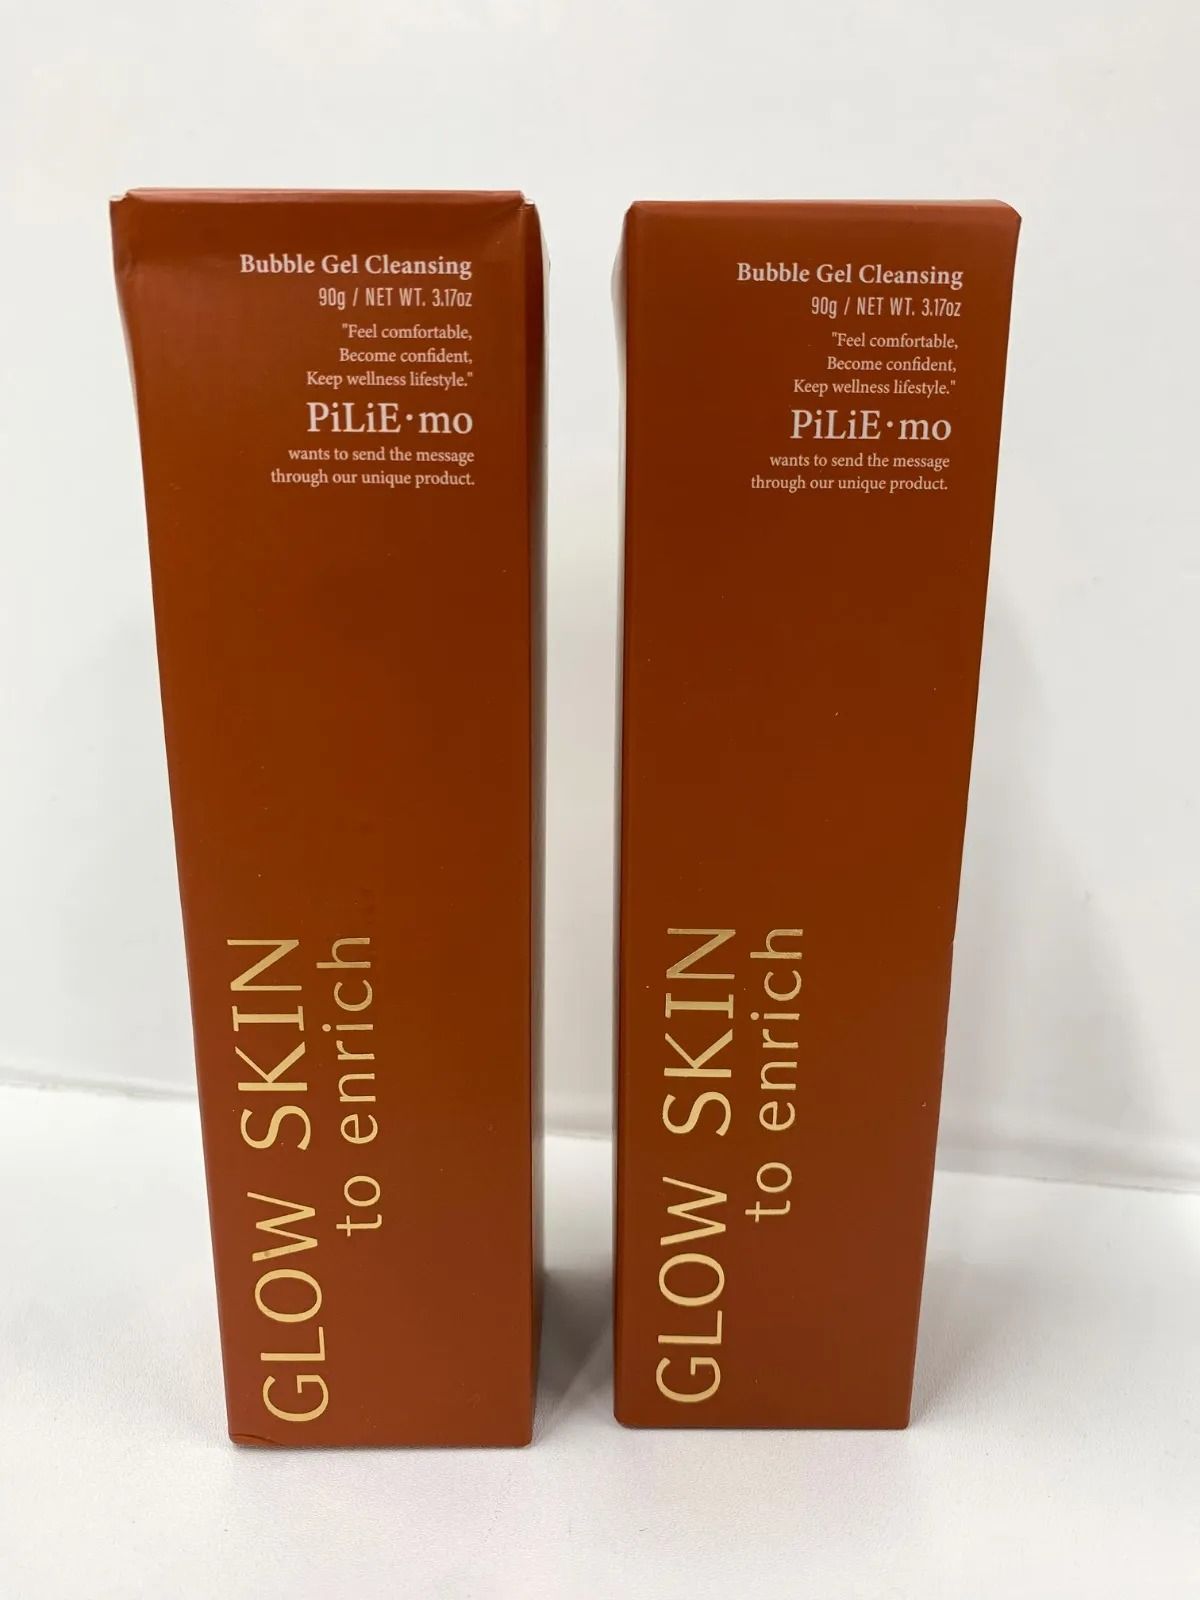 Bubble Gel Cleansing
90g / NET WT. 3.17oz
"Feel comfortable,
Become confident,
Keep wellness lifestyle."
PiLiE·mo
wants to send the message
through our unique product.
GLOW SKIN
to enrich
Bubble Gel Cleansing
90g / NET WT. 3.17oz
"Feel comfortable,
Become confident,
Keep wellness lifestyle."
PiLiE·mo
wants to send the message
through our unique product.
GLOW SKIN
to enrich